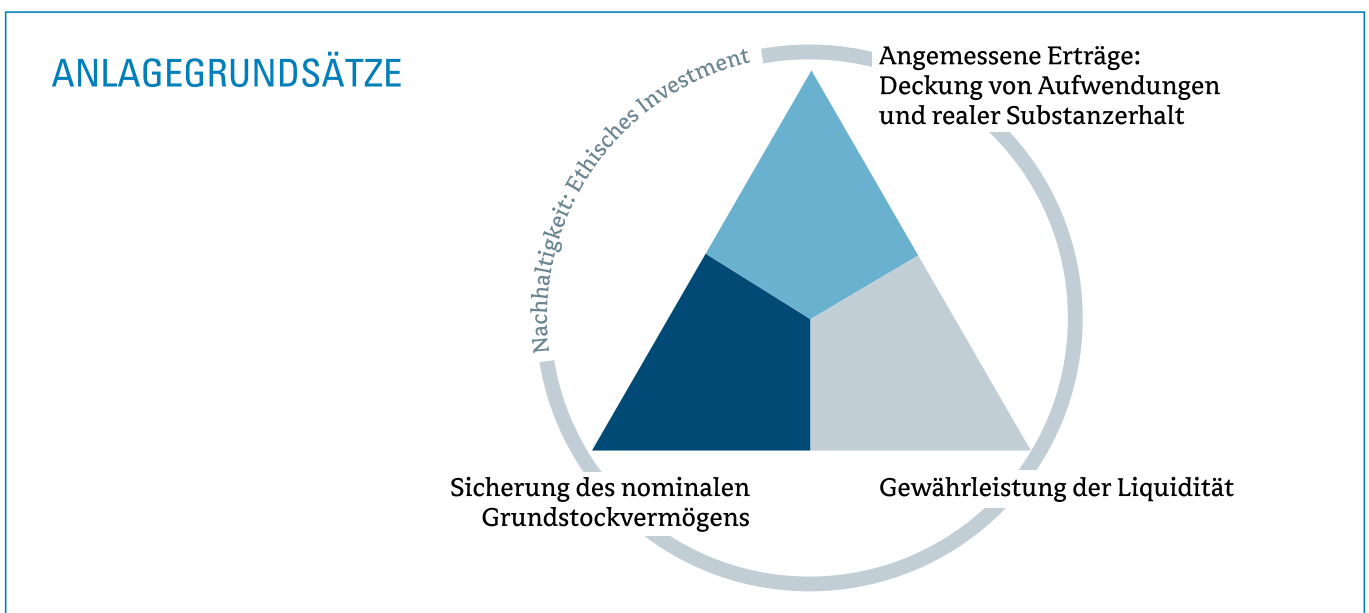 ANLAGEGRUNDSÄTZE
Nachhaltigkeit: Ethisches Investment
Angemessene Erträge:
Deckung von Aufwendungen
und realer Substanzerhalt
Sicherung des nominalen
Grundstockvermögens
Gewährleistung der Liquidität